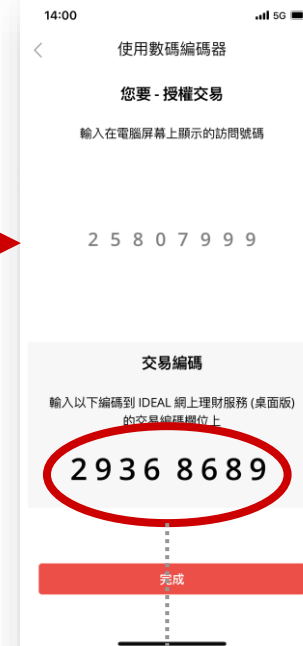 14:00 5G
使用數碼編碼器
您要 - 授權交易
輸入在電腦屏幕上顯示的訪問號碼
2 5 8 0 7 9 9 9
交易編碼
輸入以下編碼到 IDEAL 網上理財服務 (桌面版)
的交易編碼欄位上
2936 8689
完成